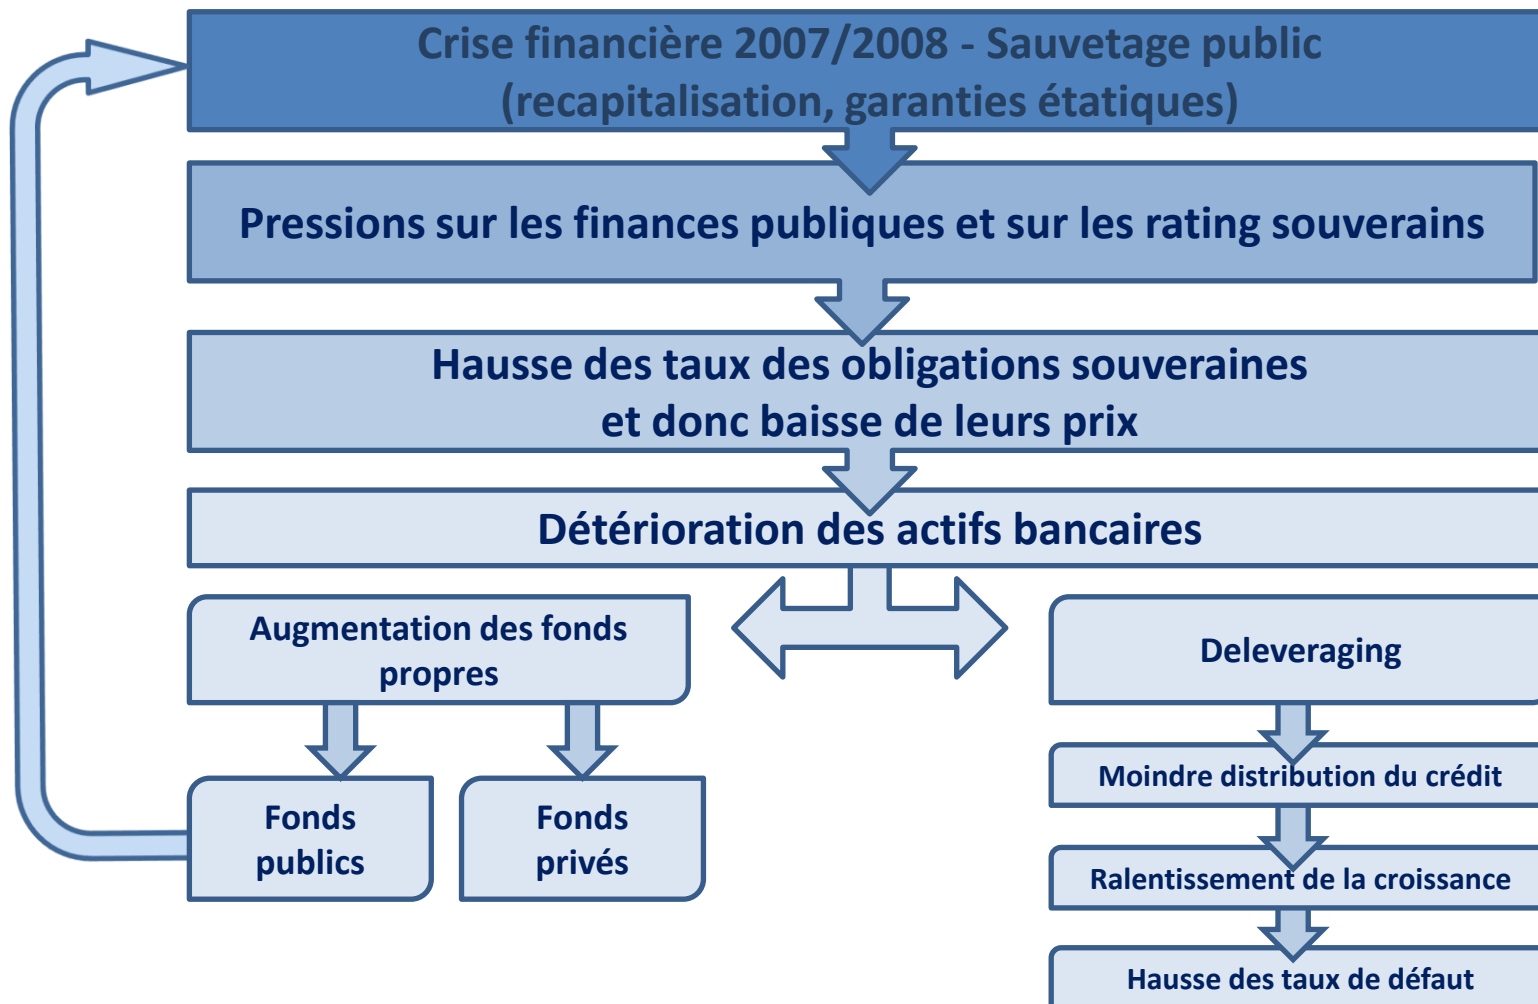 Crise financière 2007/2008 - Sauvetage public
(recapitalisation, garanties étatiques)
Pressions sur les finances publiques et sur les rating souverains
Hausse des taux des obligations souveraines
et donc baisse de leurs prix
Détérioration des actifs bancaires
Augmentation des fonds
propres
Deleveraging
Fonds
publics
Fonds
privés
Moindre distribution du crédit
Ralentissement de la croissance
Hausse des taux de défaut